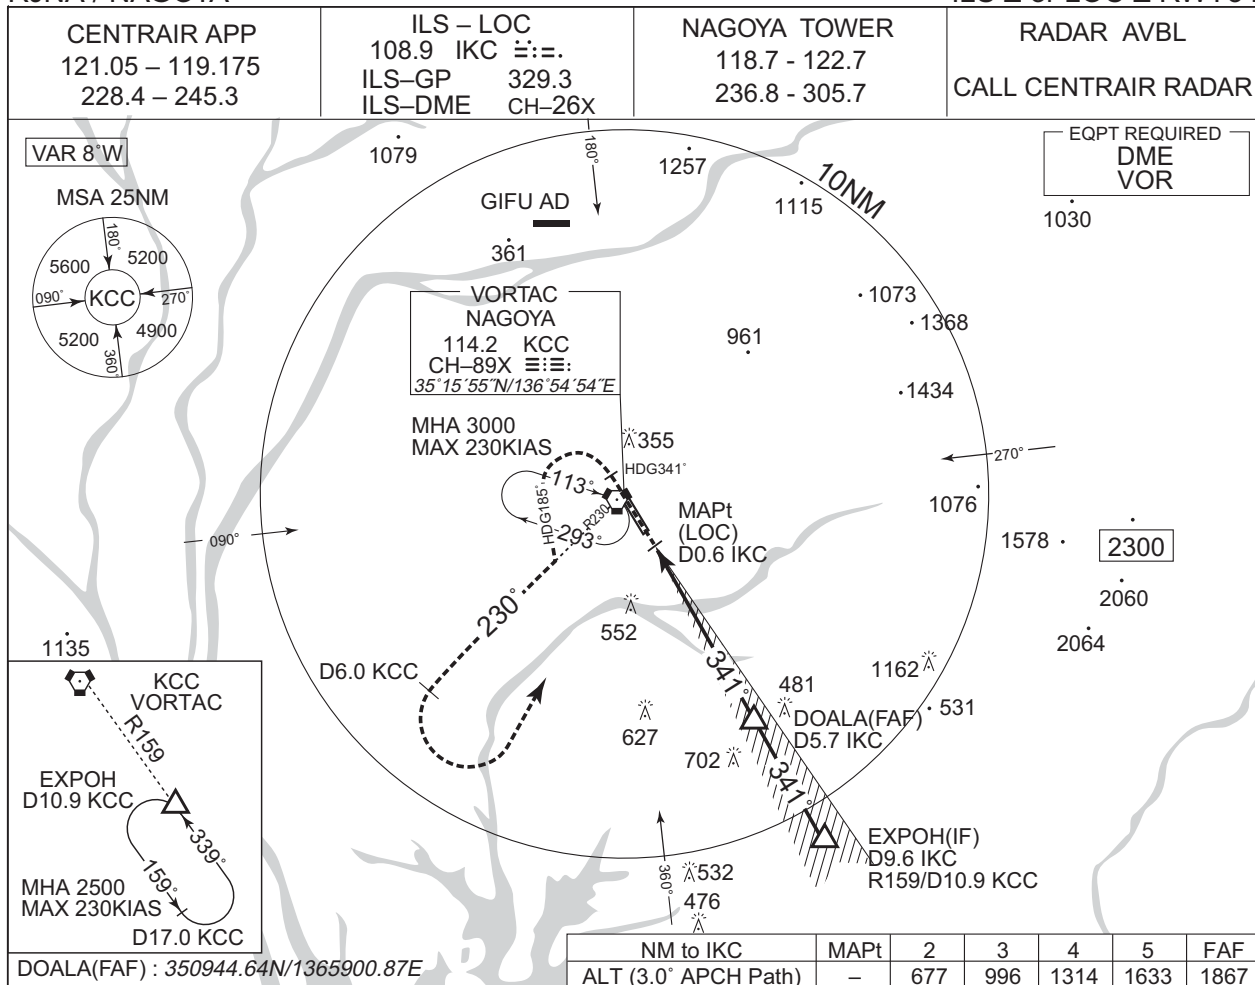 CENTRAIR APP
121.05 – 119.175
228.4 – 245.3
ILS – LOC
108.9 IKC
ILS–GP 329.3
ILS–DME CH–26X
NAGOYA TOWER
118.7 - 122.7
236.8 - 305.7
RADAR AVBL
CALL CENTRAIR RADAR
VAR 8°W
MSA 25NM
180°
5600
5200
090°
KCC
270°
5200
4900
360°
1079
180°
1257
10NM
1115
EQPT REQUIRED
DME
VOR
1030
GIFU AD
361
VORTAC
NAGOYA
114.2 KCC
CH–89X
35°15´55˝N/136°54´54˝E
1073
1368
961
1434
MHA 3000
MAX 230KIAS
355
HDG341°
270°
113°
HDG185°
R230
293°
1076
MAPt
(LOC)
D0.6 IKC
090°
1578
2300
2060
230°
552
2064
1135
D6.0 KCC
341°
1162
481
531
DOALA(FAF)
D5.7 IKC
627
702
341°
EXPOH(IF)
D9.6 IKC
R159/D10.9 KCC
360°
532
476
KCC
VORTAC
R159
EXPOH
D10.9 KCC
339°
159°
MHA 2500
MAX 230KIAS
D17.0 KCC
DOALA(FAF) : 350944.64N/1365900.87E
NM to IKC MAPt 2 3 4 5 FAF
ALT (3.0° APCH Path) – 677 996 1314 1633 1867